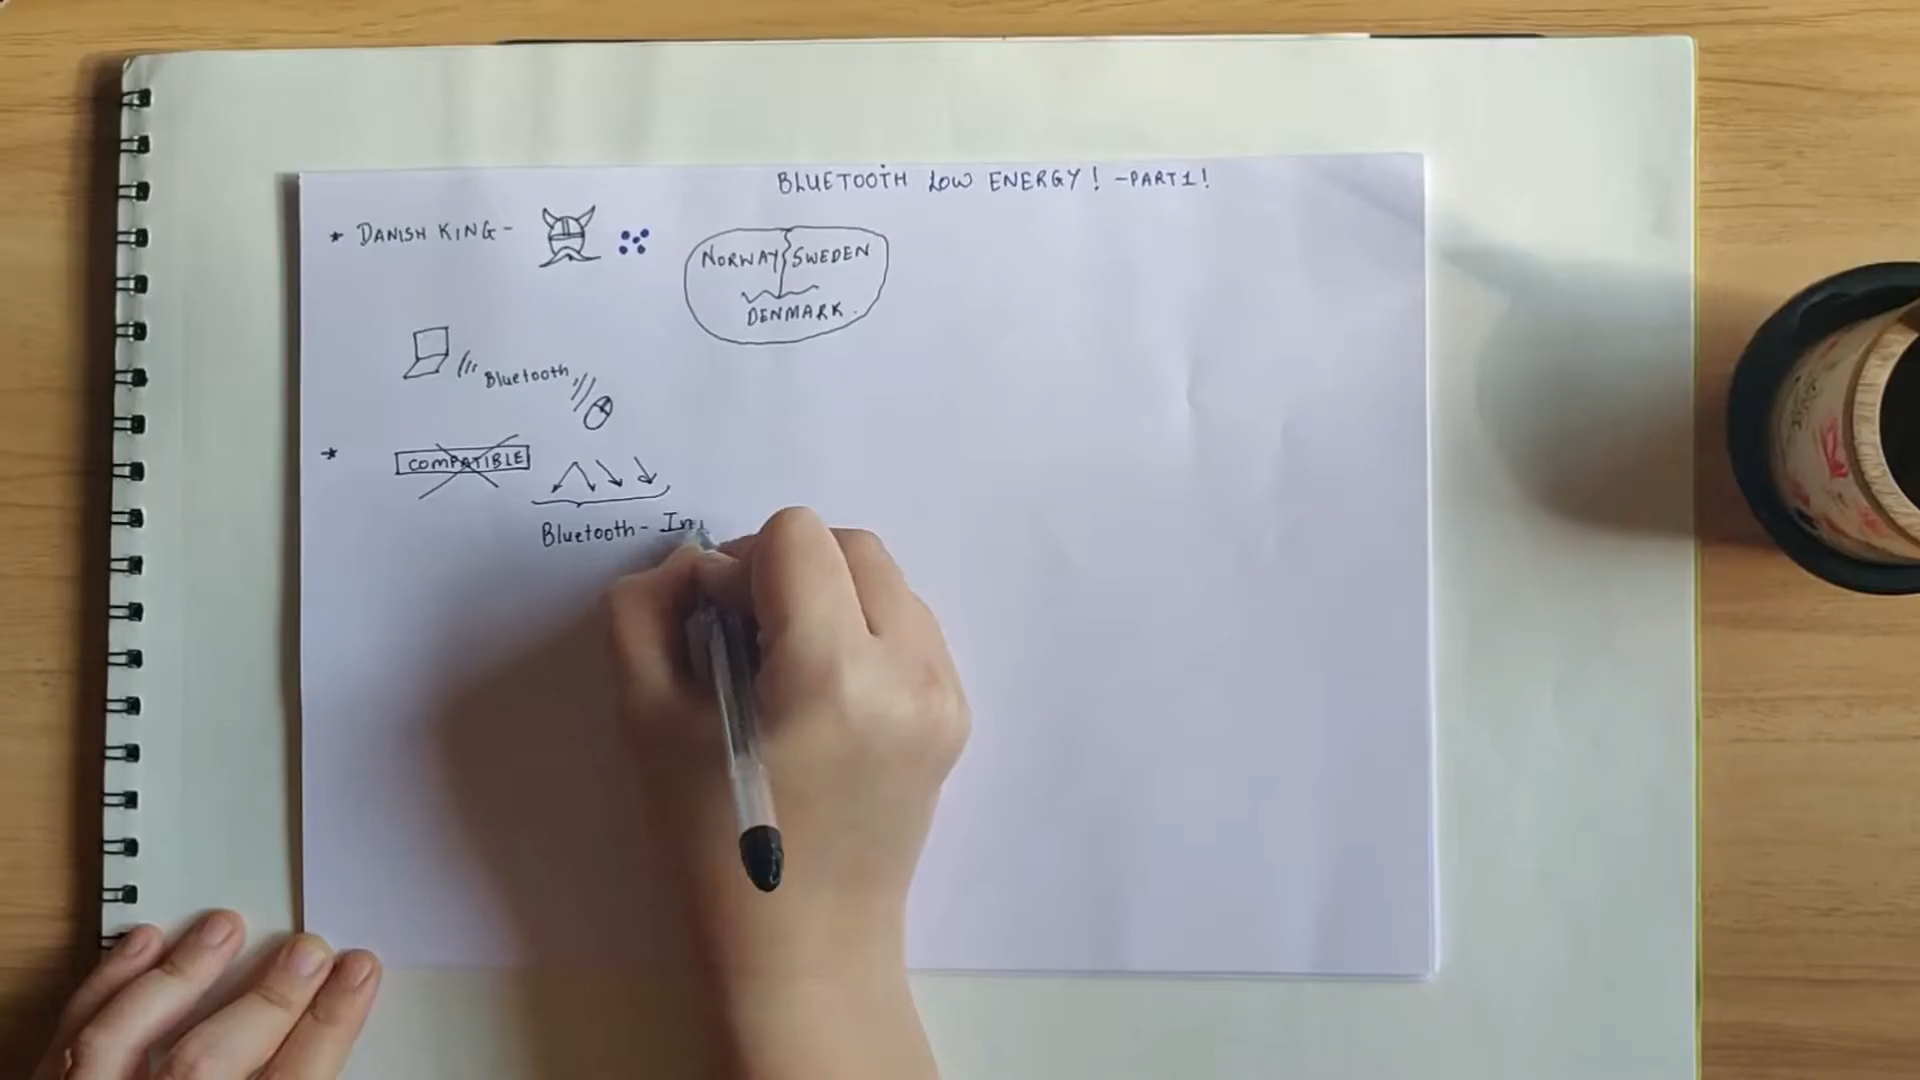 BLUETOOTH LOW ENERGY! -PART1!
* DANISH KING -
NORWAY SWEDEN
DENMARK.
Bluetooth
* COMPATIBLE
Bluetooth-